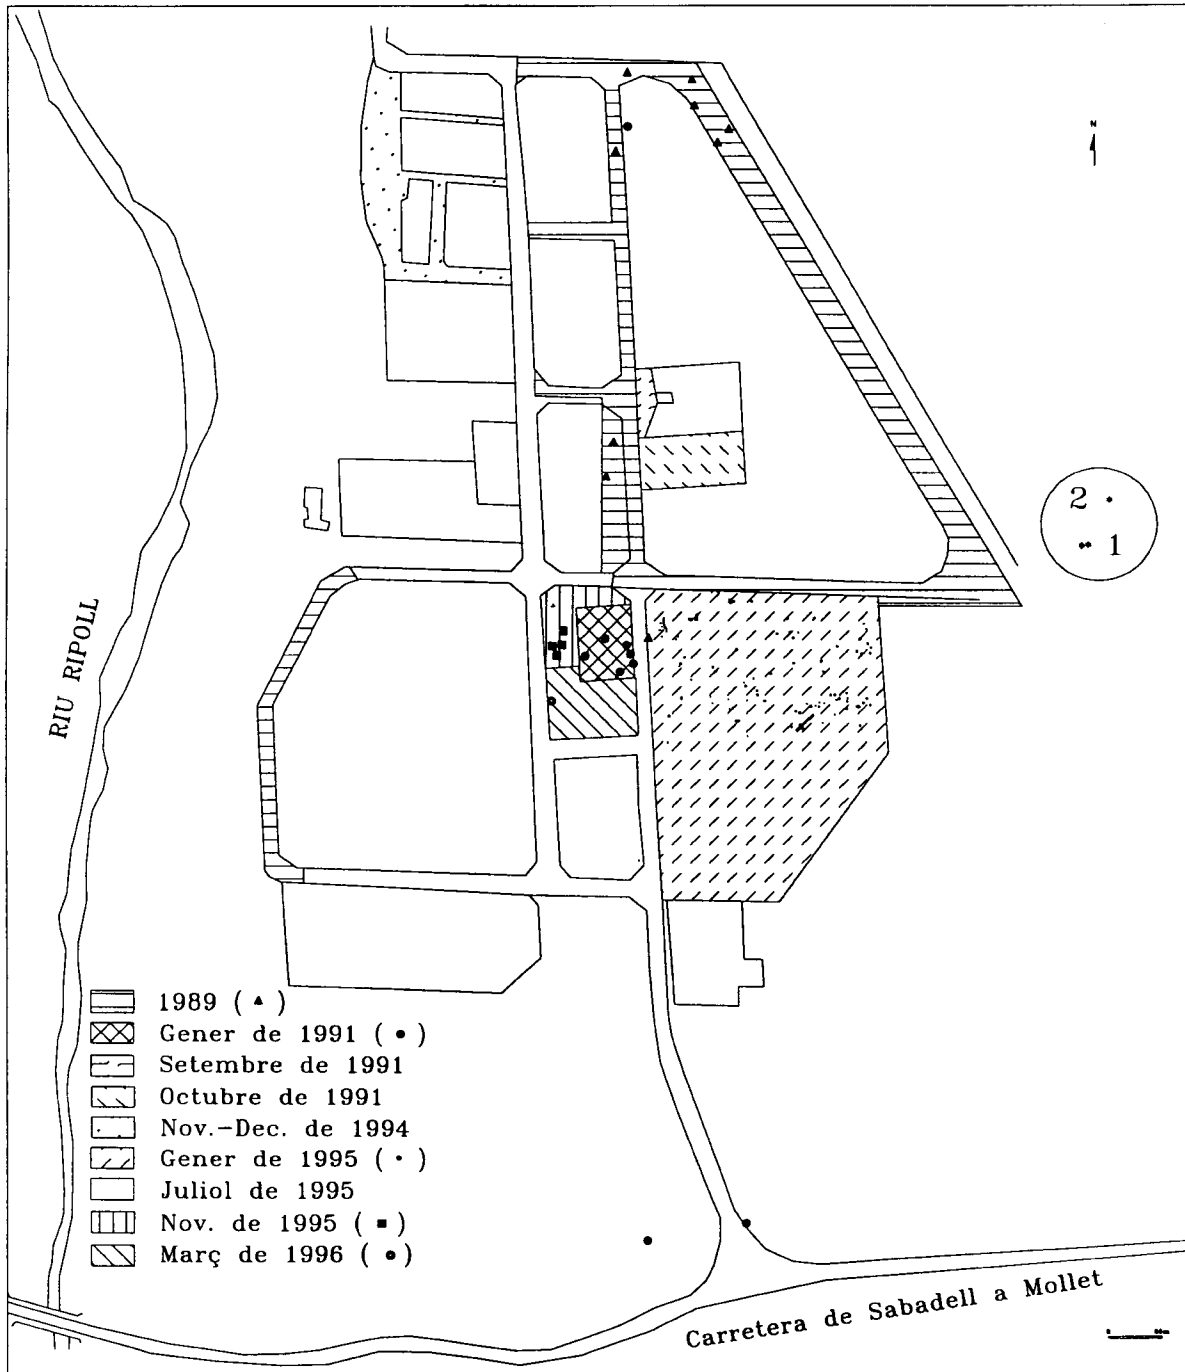 N
2
1
RIU RIPOLL
1989 ( ▲ )
Gener de 1991 ( ● )
Setembre de 1991
Octubre de 1991
Nov.-Dec. de 1994
Gener de 1995 ( • )
Juliol de 1995
Nov. de 1995 ( ■ )
Març de 1996 ( ● )
Carretera de Sabadell a Mollet